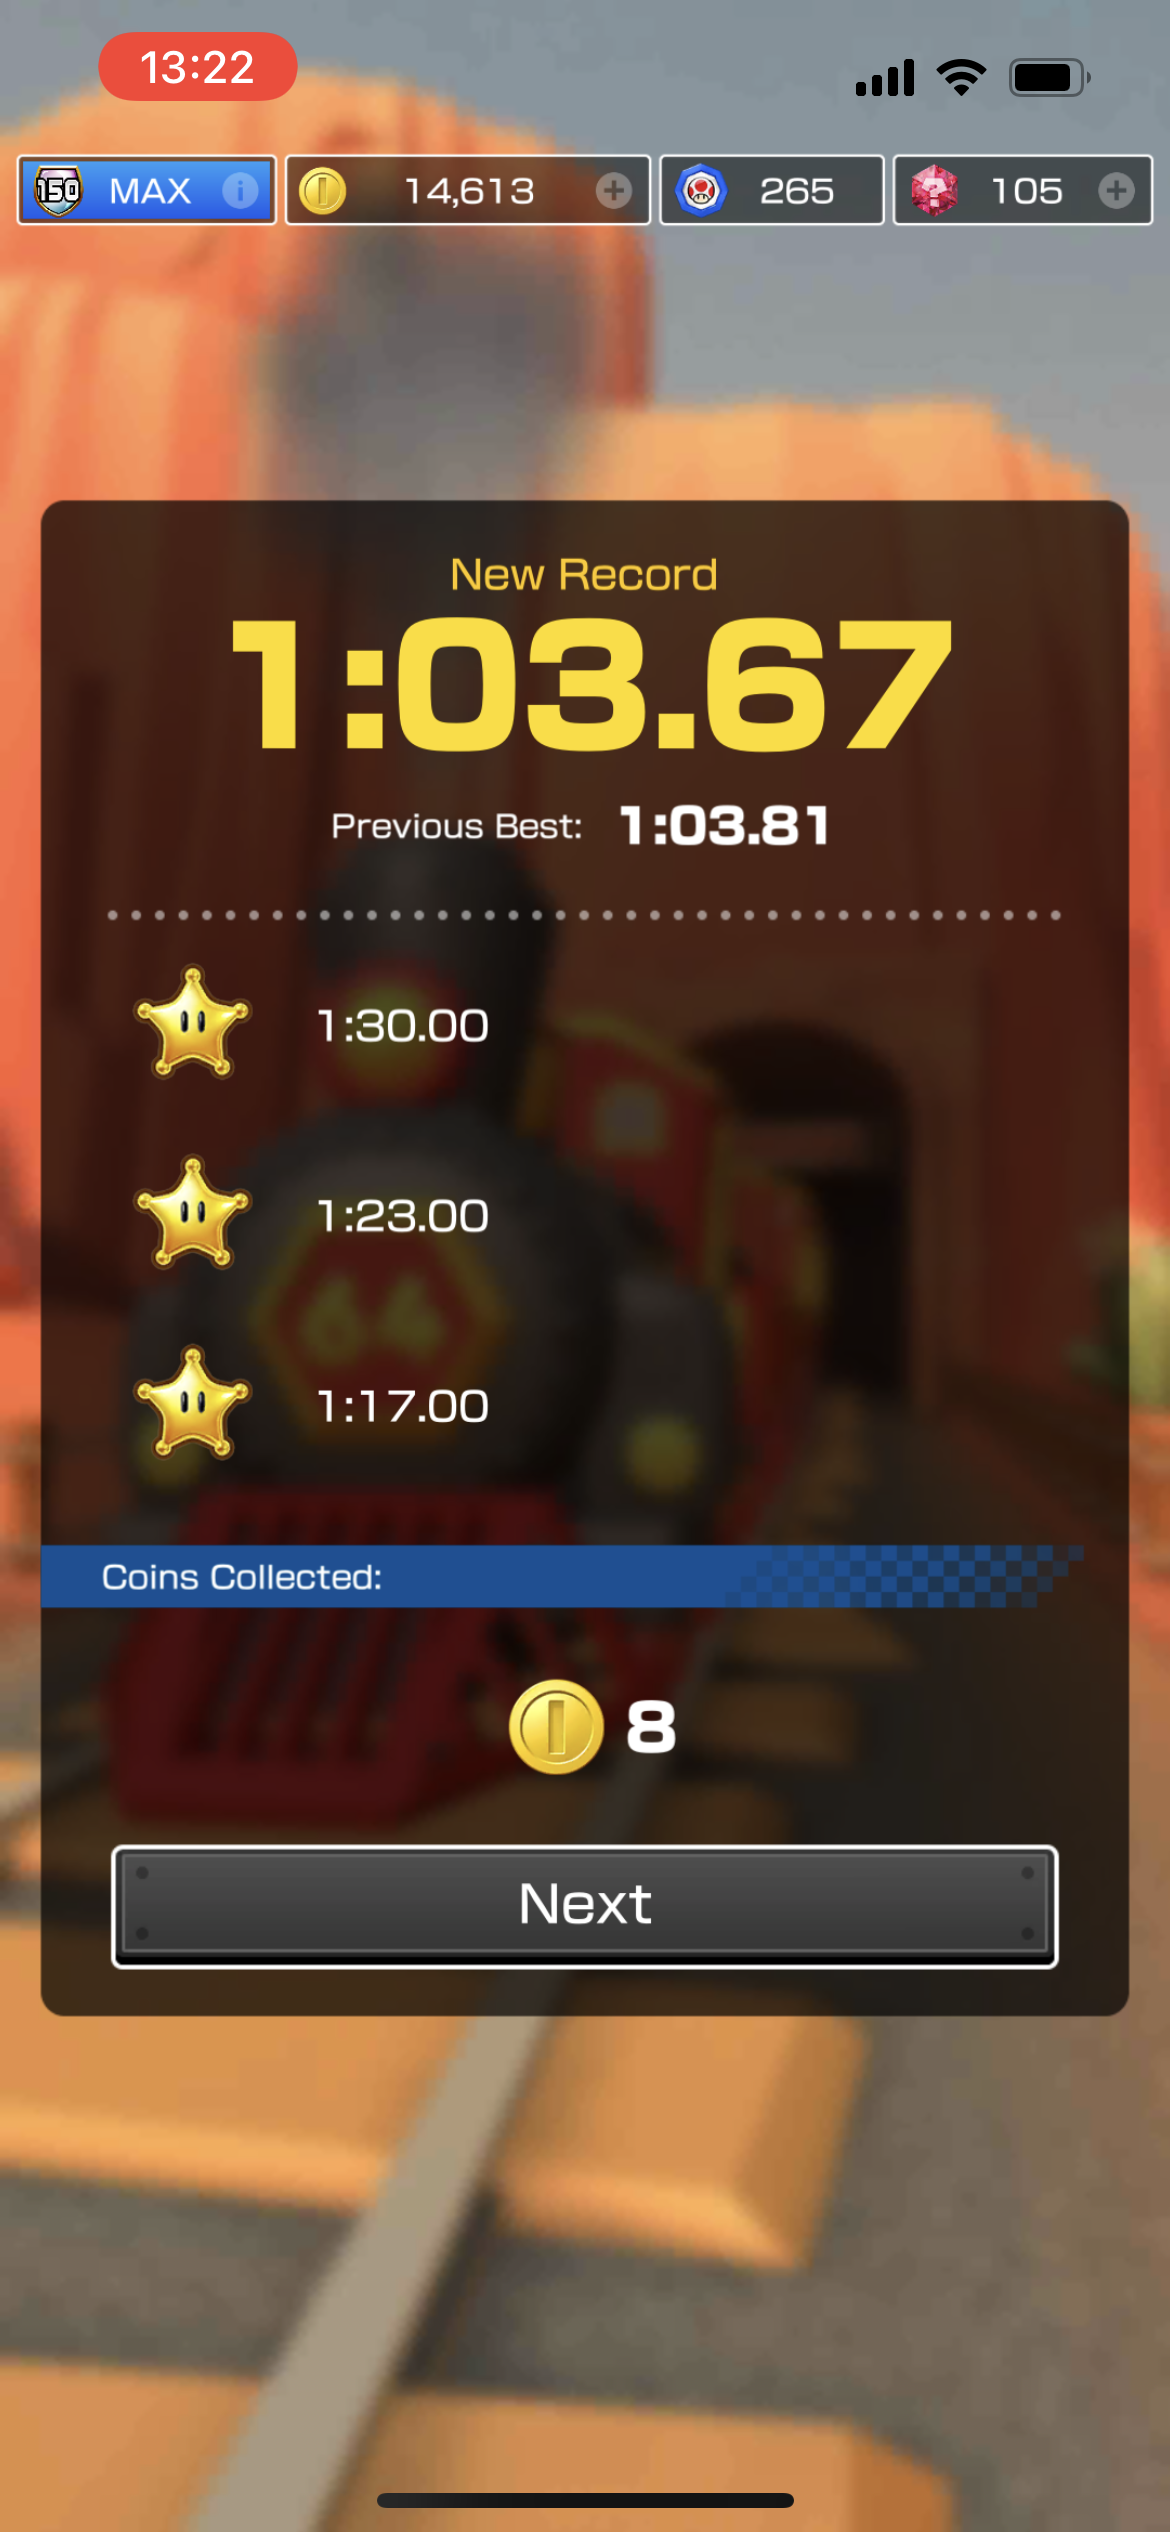 13:22
150 MAX i 14,613 + 265 ? 105 +
New Record
1:03.67
Previous Best: 1:03.81
1:30.00
1:23.00
1:17.00
64
Coins Collected:
8
Next